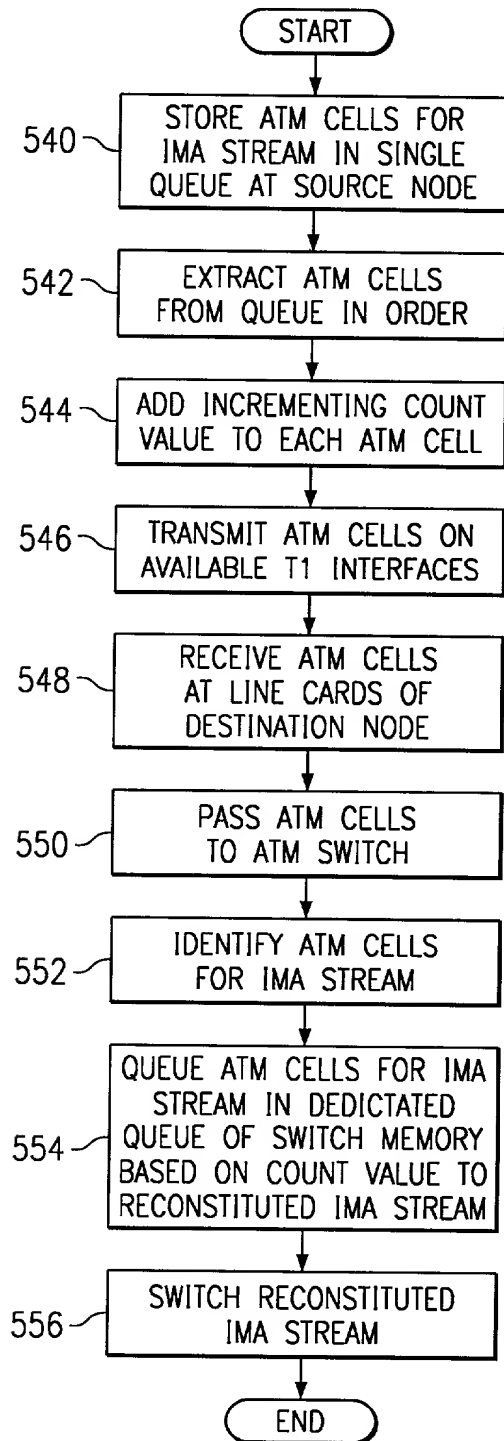 START
540
STORE ATM CELLS FOR
IMA STREAM IN SINGLE
QUEUE AT SOURCE NODE
542
EXTRACT ATM CELLS
FROM QUEUE IN ORDER
544
ADD INCREMENTING COUNT
VALUE TO EACH ATM CELL
546
TRANSMIT ATM CELLS ON
AVAILABLE T1 INTERFACES
548
RECEIVE ATM CELLS
AT LINE CARDS OF
DESTINATION NODE
550
PASS ATM CELLS
TO ATM SWITCH
552
IDENTIFY ATM CELLS
FOR IMA STREAM
554
QUEUE ATM CELLS FOR IMA
STREAM IN DEDICTATED
QUEUE OF SWITCH MEMORY
BASED ON COUNT VALUE TO
RECONSTITUTED IMA STREAM
556
SWITCH RECONSTITUTED
IMA STREAM
END